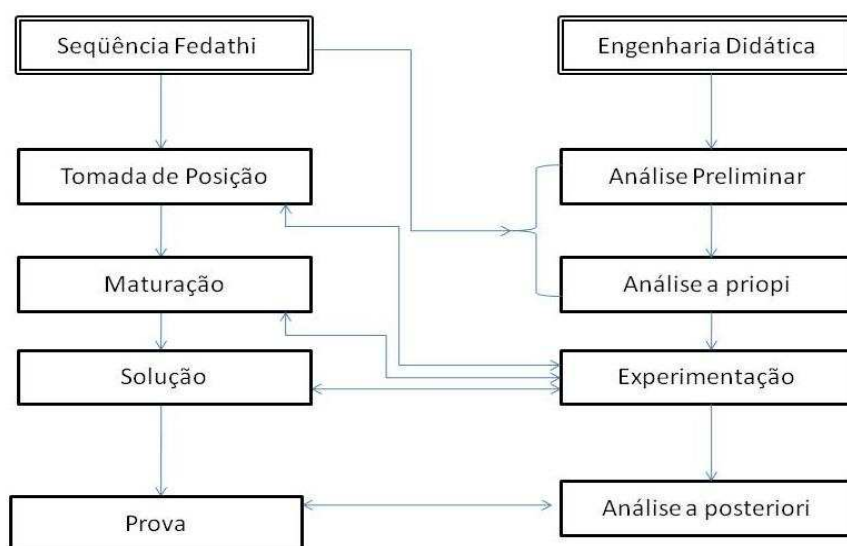 Seqüência Fedathi
Engenharia Didática
Tomada de Posição
Análise Preliminar
Maturação
Análise a priopi
Solução
Experimentação
Prova
Análise a posteriori